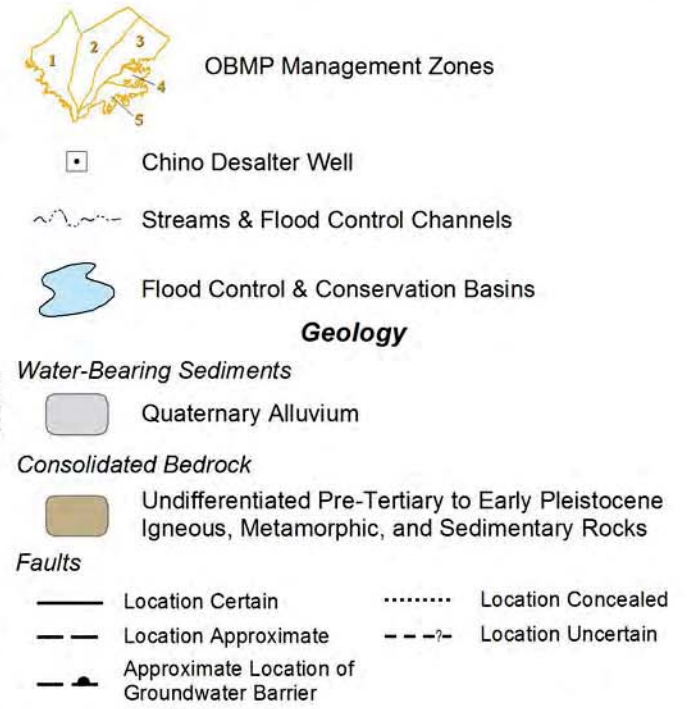 1
2
3
4
5
OBMP Management Zones
Chino Desalter Well
Streams & Flood Control Channels
Flood Control & Conservation Basins
Geology
Water-Bearing Sediments
Quaternary Alluvium
Consolidated Bedrock
Undifferentiated Pre-Tertiary to Early Pleistocene
Igneous, Metamorphic, and Sedimentary Rocks
Faults
Location Certain
Location Concealed
Location Approximate
?
Location Uncertain
Approximate Location of
Groundwater Barrier